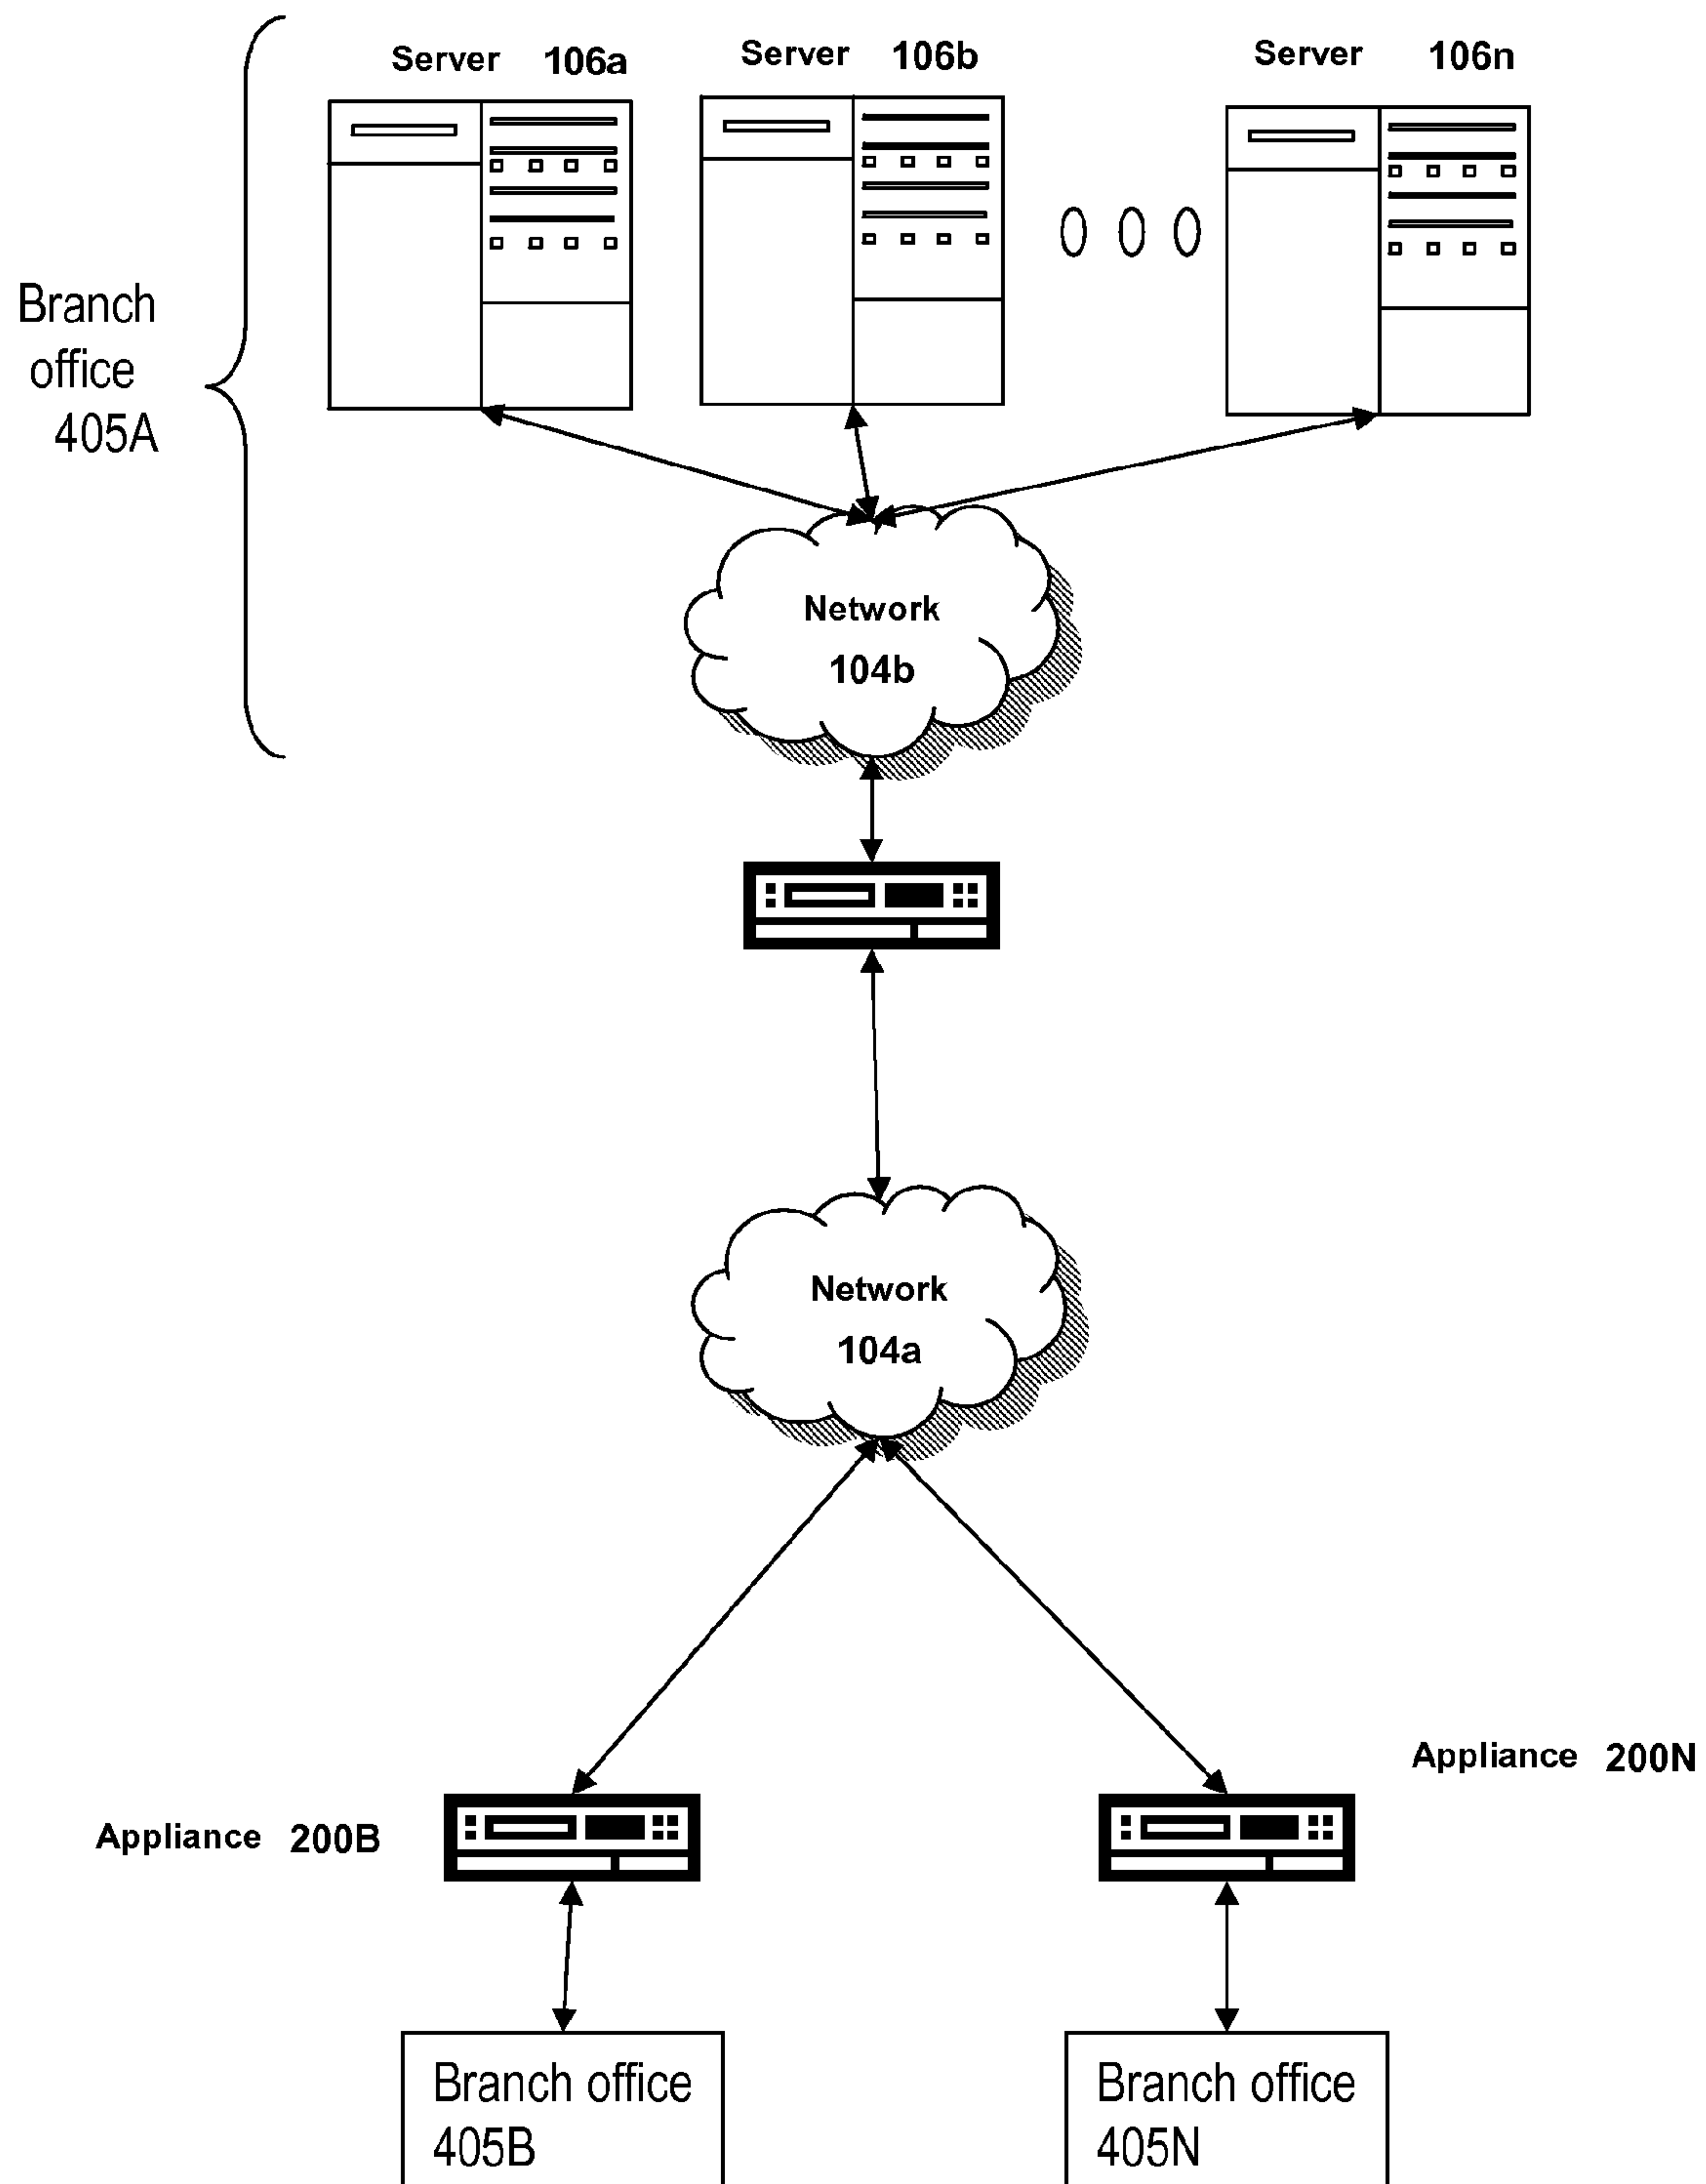 Server 106a
Server 106b
Server 106n
Branch
office
405A
Network
104b
Network
104a
Appliance 200N
Appliance 200B
Branch office
405B
Branch office
405N